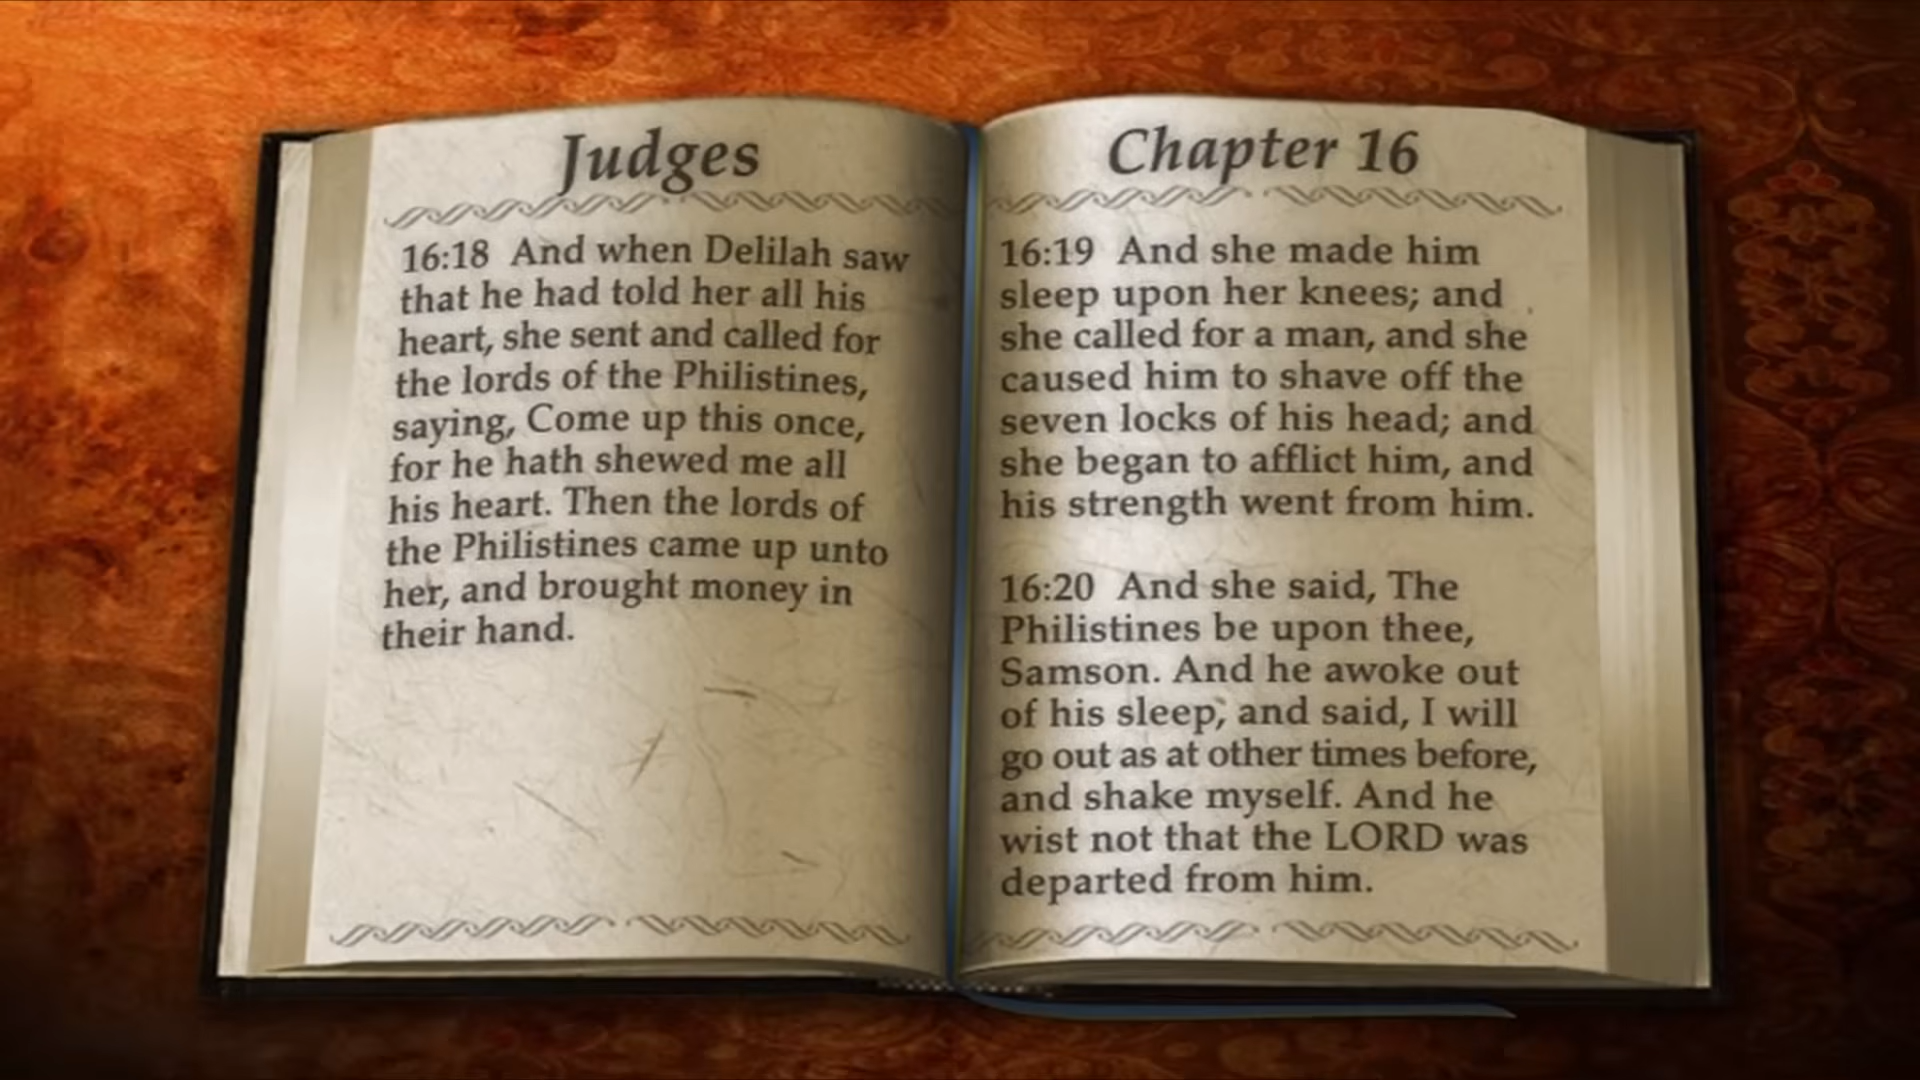 Judges
16:18 And when Delilah saw
that he had told her all his
heart, she sent and called for
the lords of the Philistines,
saying, Come up this once,
for he hath shewed me all
his heart. Then the lords of
the Philistines came up unto
her, and brought money in
their hand.
Chapter 16
16:19 And she made him
sleep upon her knees; and
she called for a man, and she
caused him to shave off the
seven locks of his head; and
she began to afflict him, and
his strength went from him.
16:20 And she said, The
Philistines be upon thee,
Samson. And he awoke out
of his sleep, and said, I will
go out as at other times before,
and shake myself. And he
wist not that the LORD was
departed from him.